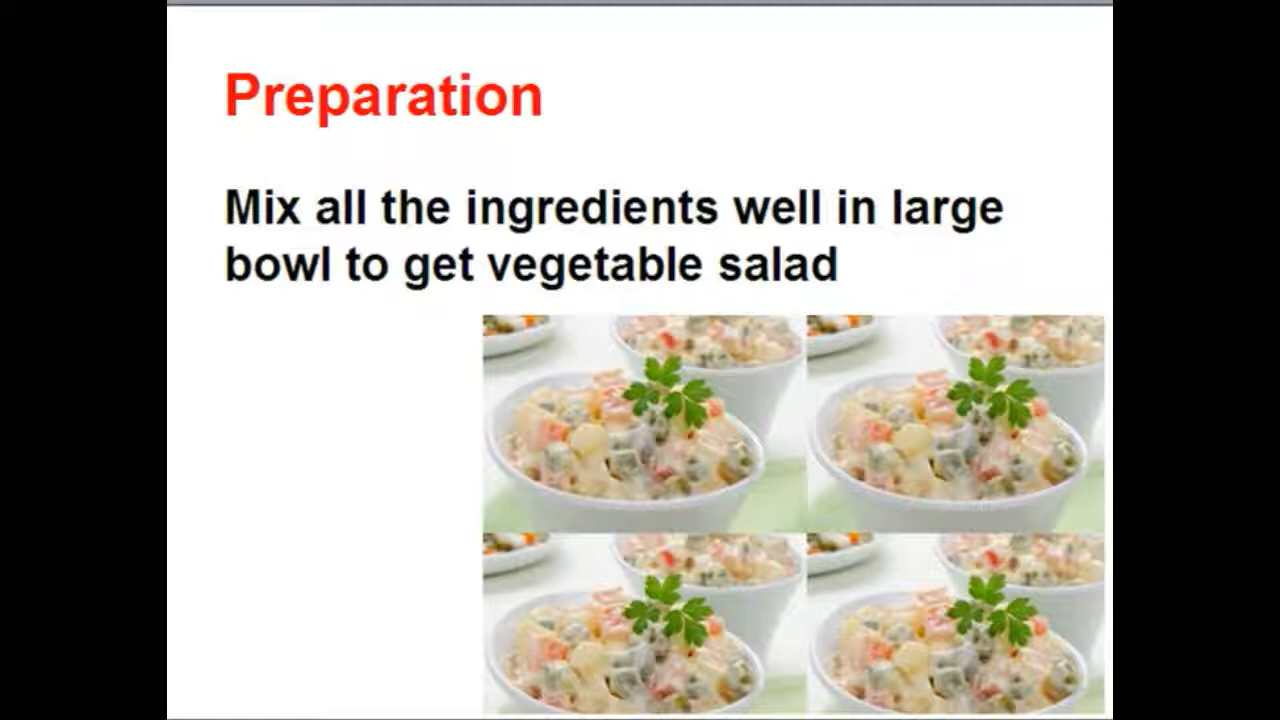 Preparation
Mix all the ingredients well in large
bowl to get vegetable salad